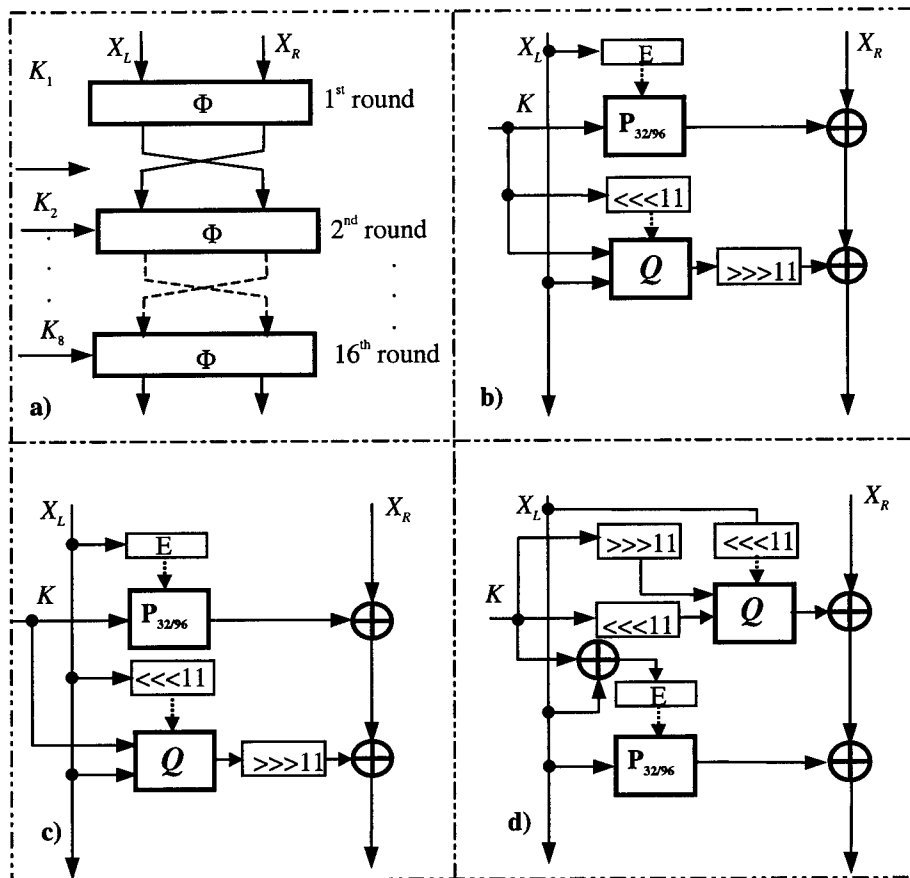 X_L X_R
K_1
Φ 1st round
K_2
Φ 2nd round
K_8
Φ 16th round
a)
X_L E X_R
K
P_32/96
<<<11
Q >>>11
b)
X_L X_R
E
K
P_32/96
<<<11
Q >>>11
c)
X_L X_R
>>>11 <<<11
K Q
<<<11
E
P_32/96
d)